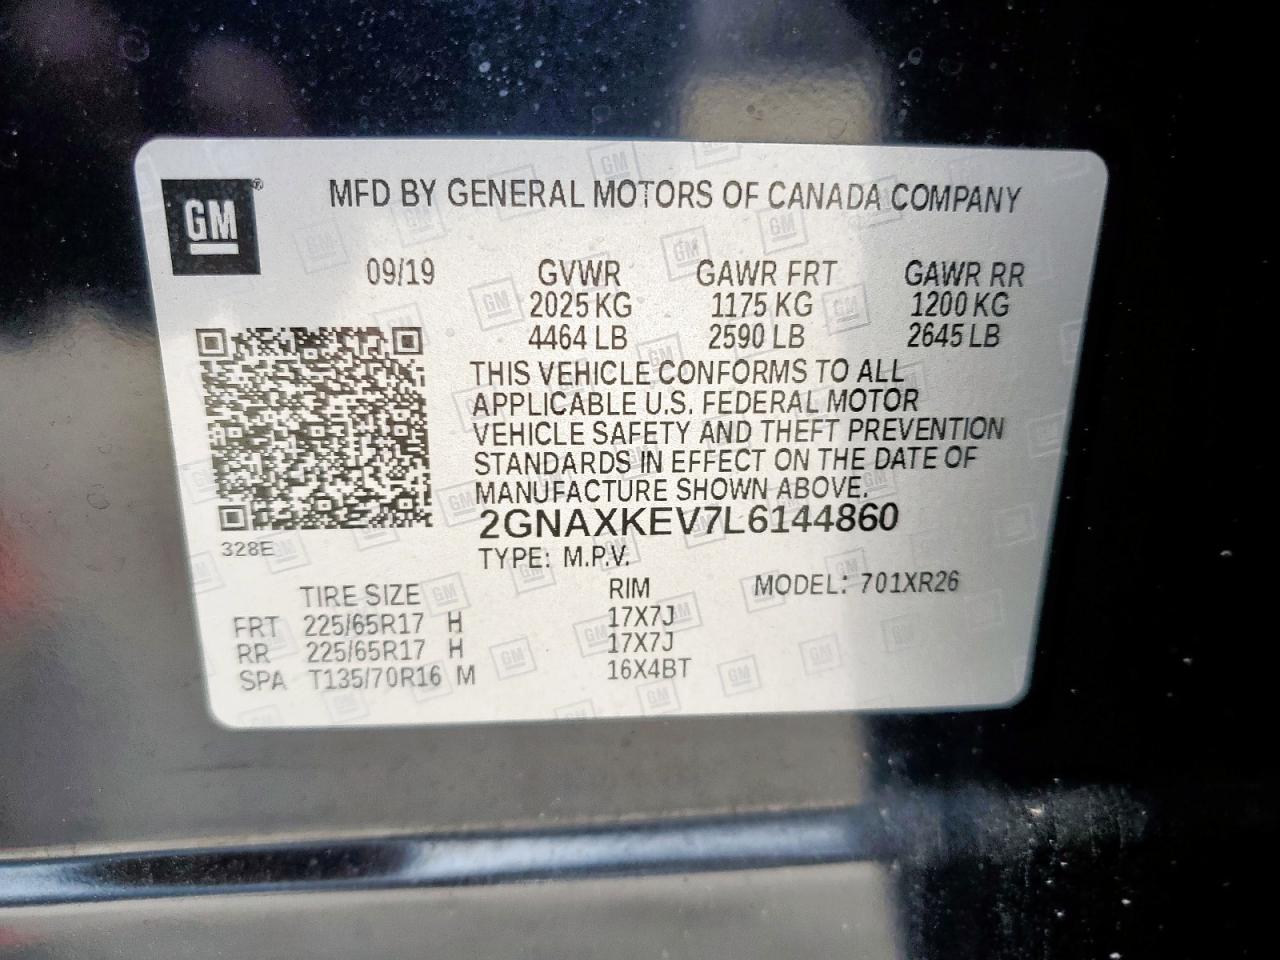 GM
MFD BY GENERAL MOTORS OF CANADA COMPANY
09/19 GVWR GAWR FRT GAWR RR
2025 KG 1175 KG 1200 KG
4464 LB 2590 LB 2645 LB
THIS VEHICLE CONFORMS TO ALL
APPLICABLE U.S. FEDERAL MOTOR
VEHICLE SAFETY AND THEFT PREVENTION
STANDARDS IN EFFECT ON THE DATE OF
MANUFACTURE SHOWN ABOVE.
2GNAXKEV7L6144860
328E
TYPE: M.P.V.
TIRE SIZE RIM MODEL: 701XR26
FRT 225/65R17 H 17X7J
RR 225/65R17 H 17X7J
SPA T135/70R16 M 16X4BT